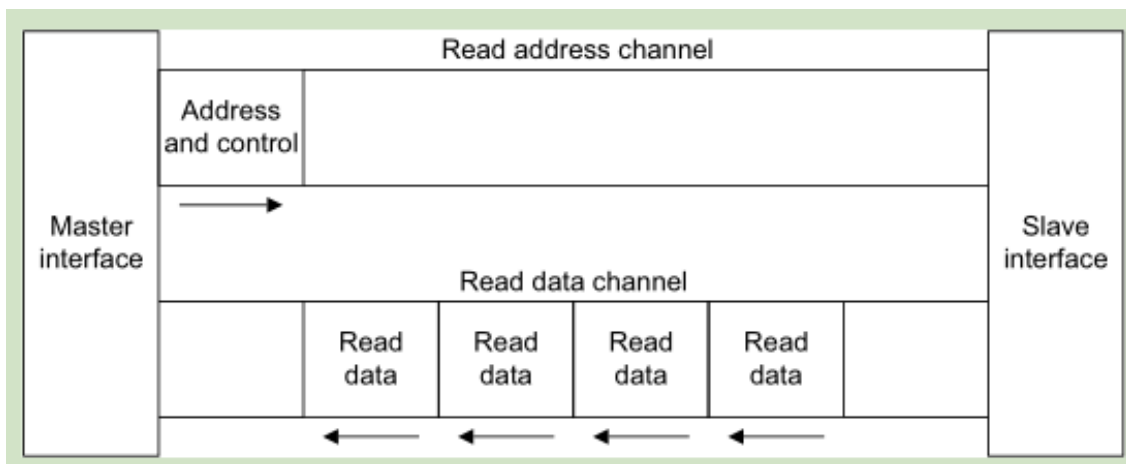 Read address channel
Address
and control
Master
interface
Slave
interface
Read data channel
Read
data
Read
data
Read
data
Read
data